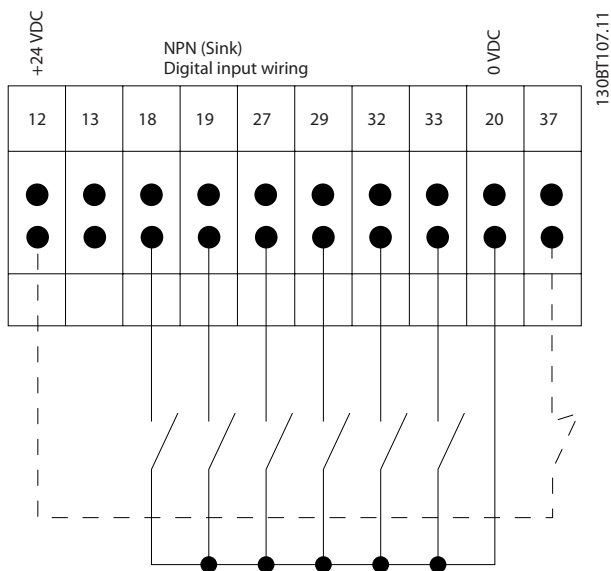 +24 VDC
NPN (Sink)
Digital input wiring
0 VDC
130BT107.11
12 13 18 19 27 29 32 33 20 37